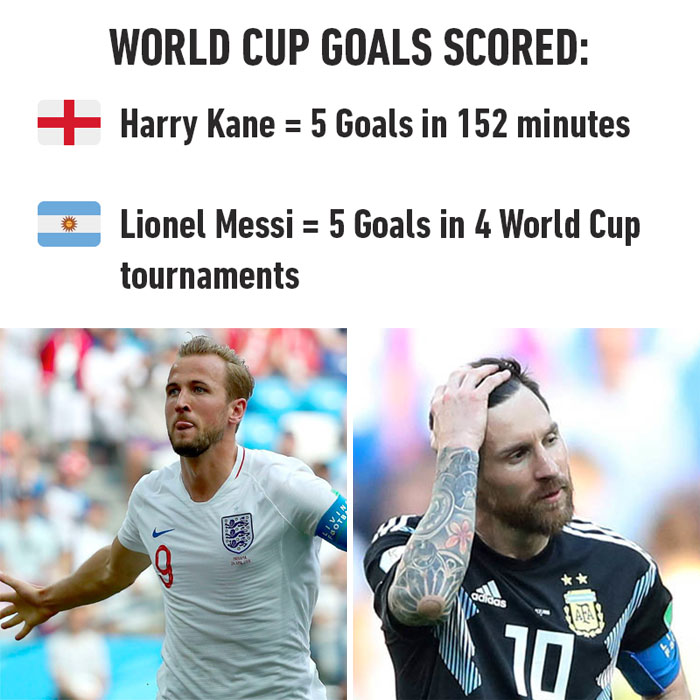 WORLD CUP GOALS SCORED:
Harry Kane = 5 Goals in 152 minutes
Lionel Messi = 5 Goals in 4 World Cup
tournaments
9
adidas
AFA
10